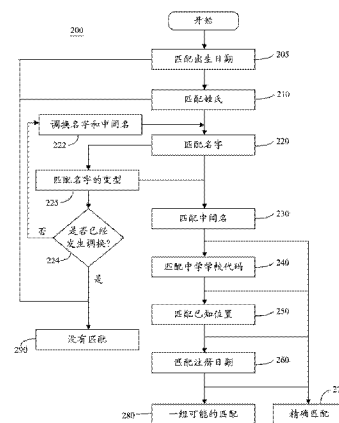 开始
200
匹配出生日期
205
匹配姓氏
210
调换名字和中间名
222
匹配名字
220
匹配名字的变型
225
是否已经
发生调换?
224
否
是
匹配中间名
230
匹配中学学校代码
240
匹配已知位置
250
匹配注册日期
260
没有匹配
290
一组可能的匹配
280
精确匹配